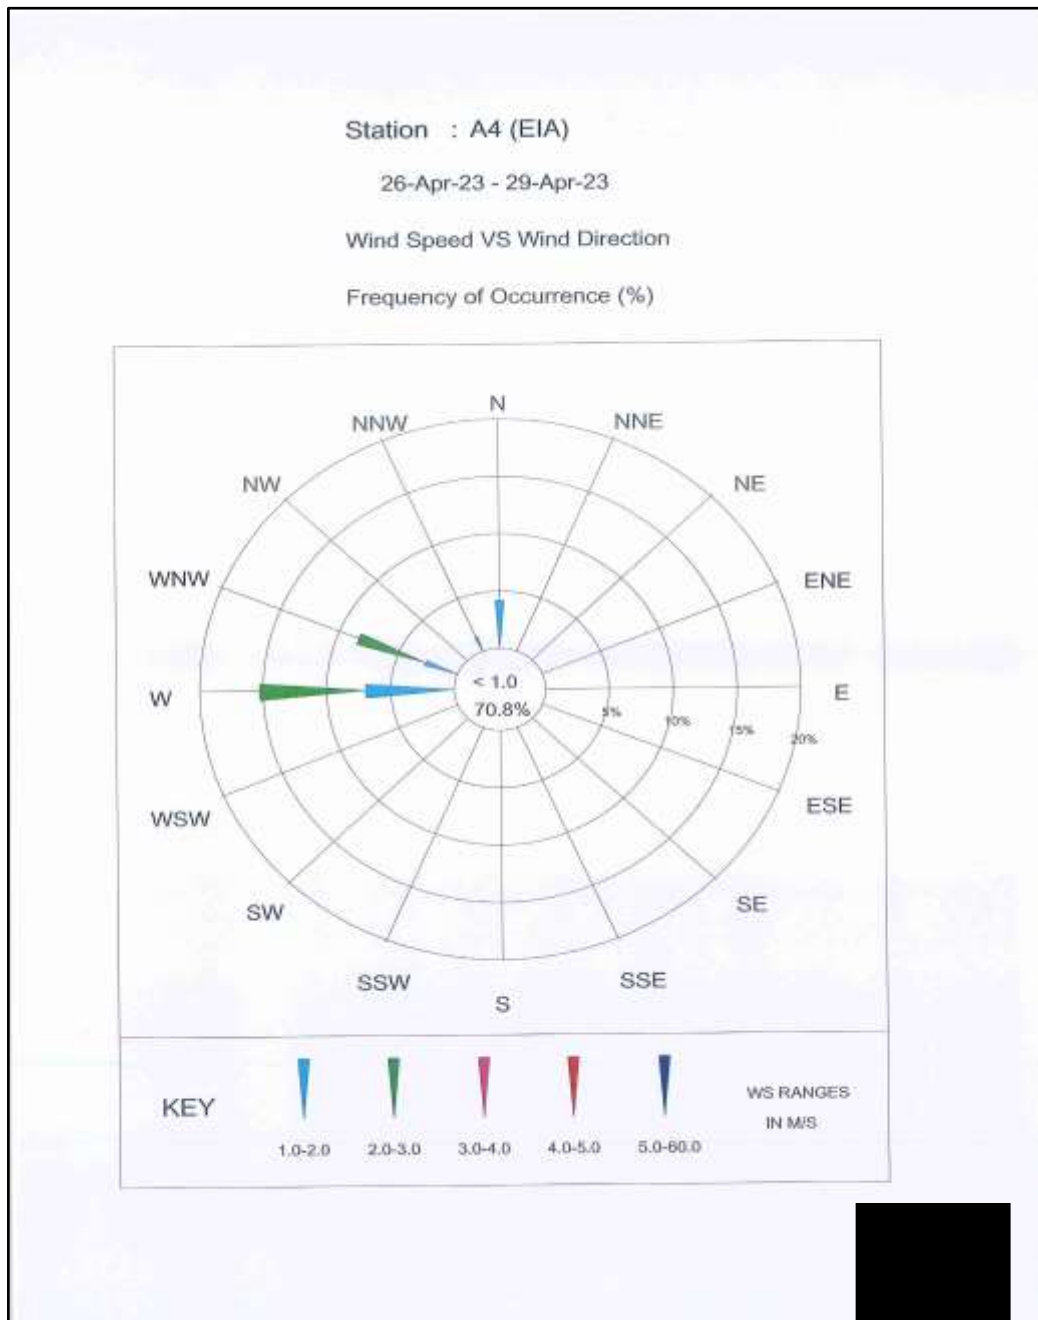 Station : A4 (EIA)
26-Apr-23 - 29-Apr-23
Wind Speed VS Wind Direction
Frequency of Occurrence (%)
N
NNW
NNE
NW
NE
WNW
ENE
< 1.0
W
E
70.8%
5%
10%
15%
20%
WSW
ESE
SW
SE
SSW
SSE
S
KEY
WS RANGES
IN M/S
1.0-2.0 2.0-3.0 3.0-4.0 4.0-5.0 5.0-60.0